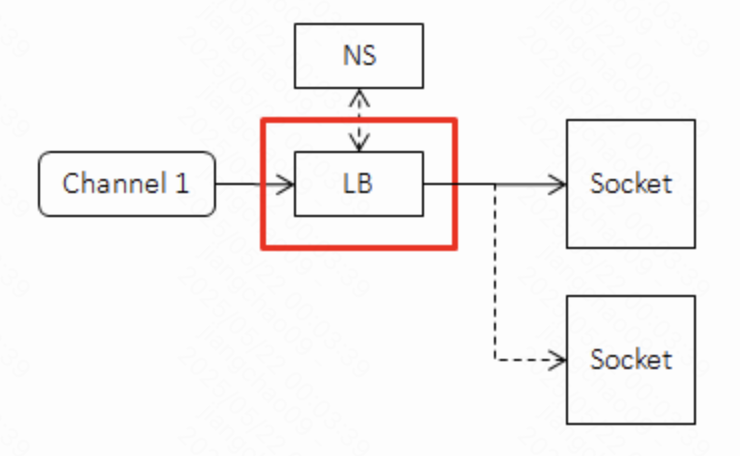 NS
Channel 1
LB
Socket
Socket